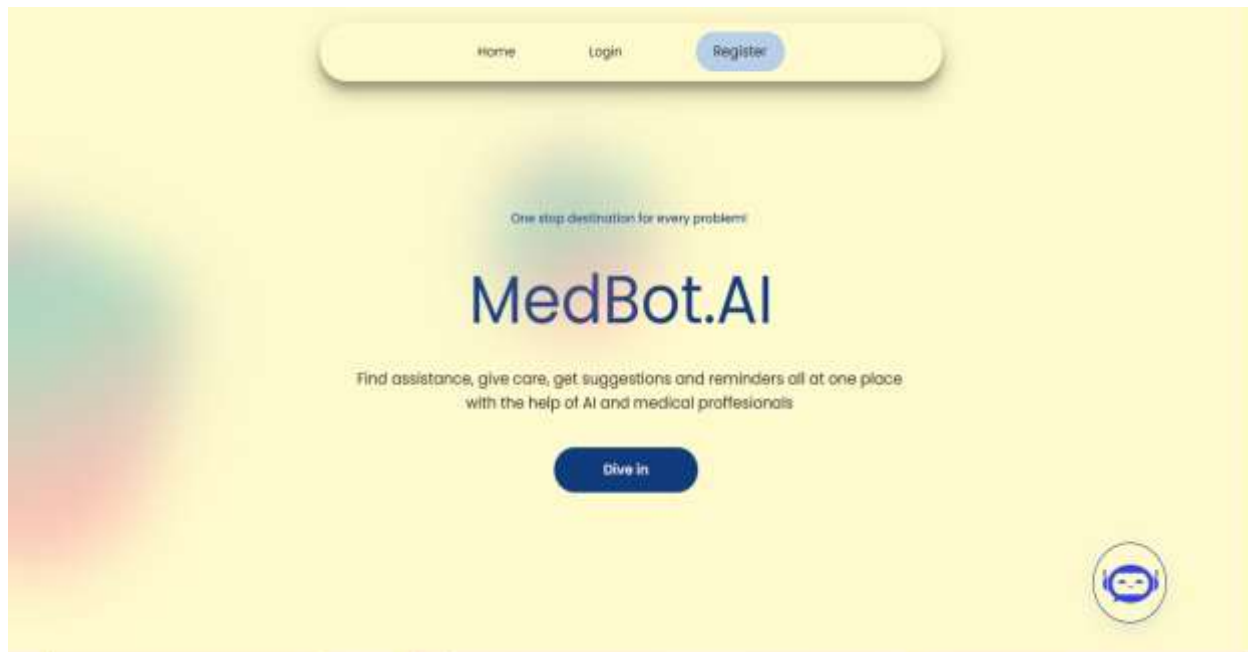 Home
Login
Register
One stop destination for every problem!
MedBot.AI
Find assistance, give care, get suggestions and reminders all at one place
with the help of AI and medical proffesionals
Dive in